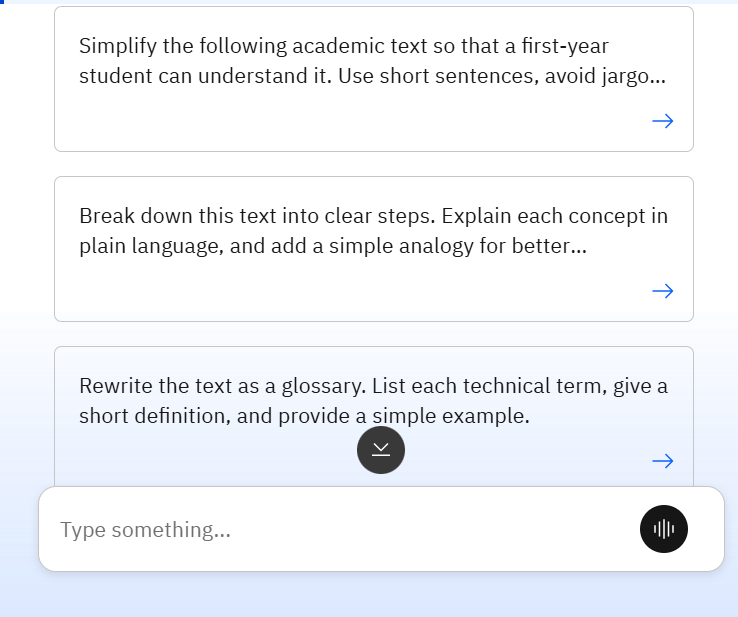 Simplify the following academic text so that a first-year
student can understand it. Use short sentences, avoid jargo...
Break down this text into clear steps. Explain each concept in
plain language, and add a simple analogy for better...
Rewrite the text as a glossary. List each technical term, give a
short definition, and provide a simple example.
Type something...